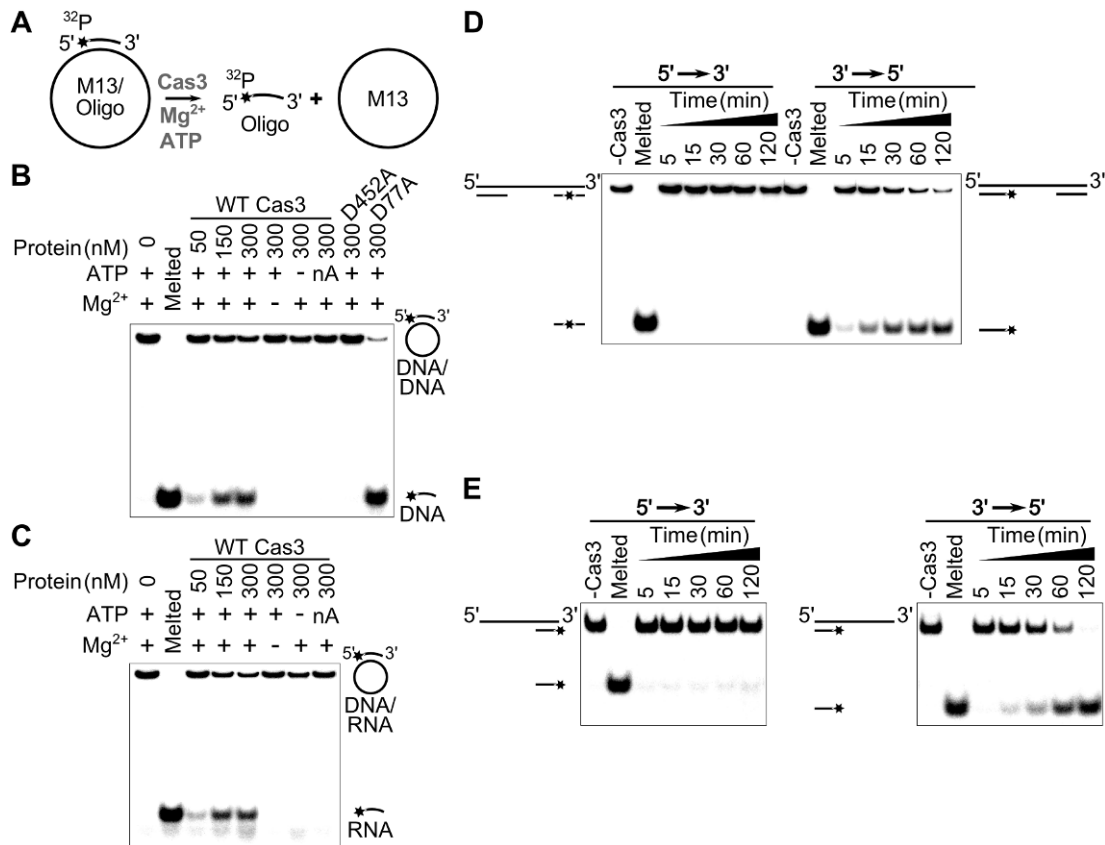 A
32P
5' 3'
M13/
Oligo
Cas3
Mg2+
ATP
32P
5' 3'
Oligo
+
M13
B
WT Cas3
D452A
D77A
Protein (nM) 0 Melted 50 150 300 300 300 300 300 300
ATP + + + + + - nA + +
Mg2+ + + + + - + + + +
5' 3'
DNA/
DNA
DNA
C
WT Cas3
Protein (nM) 0 Melted 50 150 300 300 300 300
ATP + + + + + - nA
Mg2+ + + + + - + +
5' 3'
DNA/
RNA
RNA
D
5' → 3' 3' → 5'
Time (min) Time (min)
-Cas3 Melted 5 15 30 60 120 -Cas3 Melted 5 15 30 60 120
5' 3' 5' 3'
E
5' → 3' 3' → 5'
Time (min) Time (min)
-Cas3 Melted 5 15 30 60 120 -Cas3 Melted 5 15 30 60 120
5' 3' 5' 3'